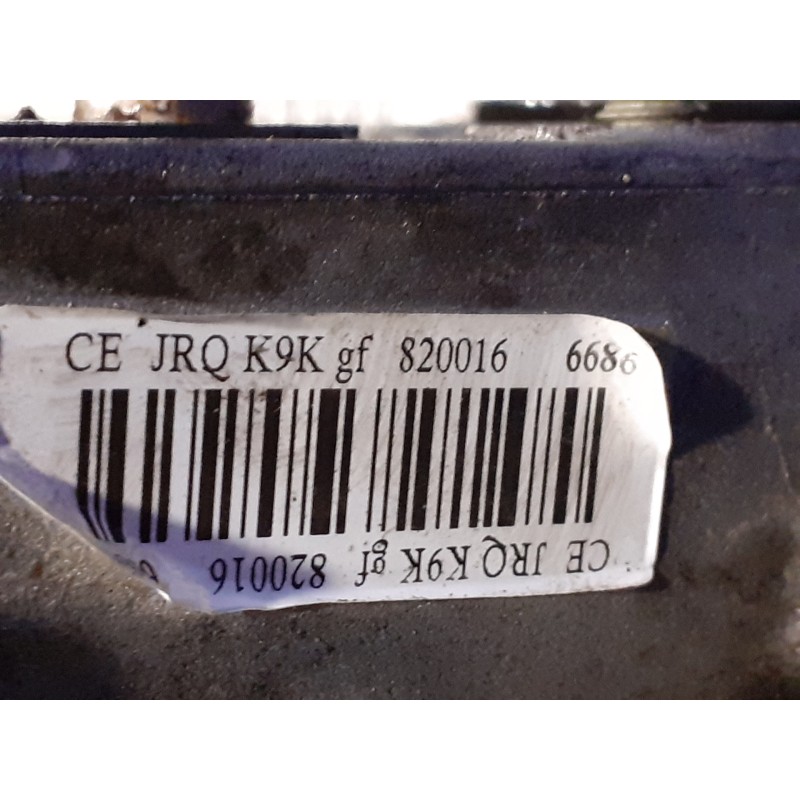 CE JRQ K9K gf 820016 6686
CE JRQ K9K gf 820016